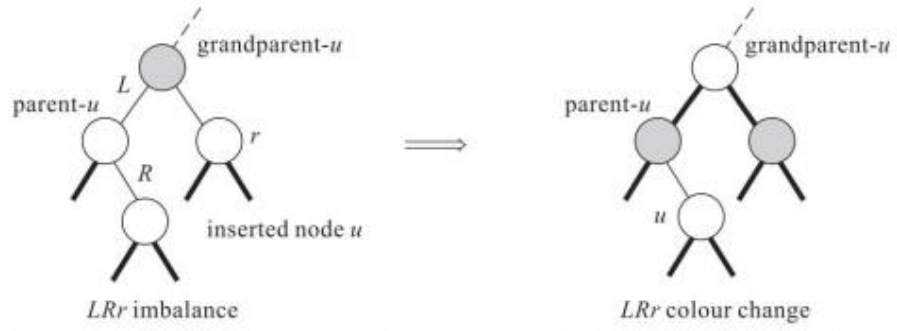 grandparent-u
L
parent-u
r
R
inserted node u
LRr imbalance
grandparent-u
parent-u
u
LRr colour change